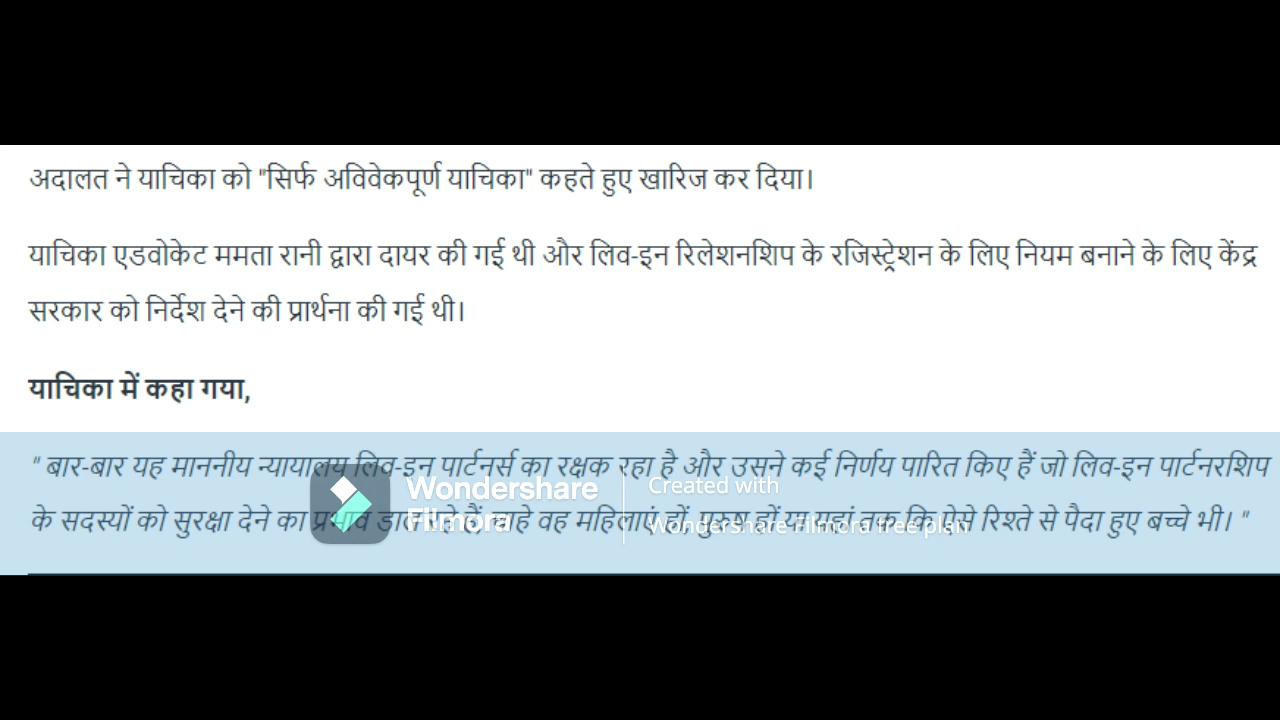 अदालत ने याचिका को "सिर्फ अविवेकपूर्ण याचिका" कहते हुए खारिज कर दिया।
याचिका एडवोकेट ममता रानी द्वारा दायर की गई थी और लिव-इन रिलेशनशिप के रजिस्ट्रेशन के लिए नियम बनाने के लिए केंद्र
सरकार को निर्देश देने की प्रार्थना की गई थी।
याचिका में कहा गया,
" बार-बार यह माननीय न्यायालय लिव-इन पार्टनर्स का रक्षक रहा है और उसने कई निर्णय पारित किए हैं जो लिव-इन पार्टनरशिप
के सदस्यों को सुरक्षा देने का प्रभाव डाल रहे हैं, चाहे वह महिलाएं हों, पुरुष हों या यहां तक कि ऐसे रिश्ते से पैदा हुए बच्चे भी। "
Wondershare
Filmora
Created with
Wondershare Filmora free plan